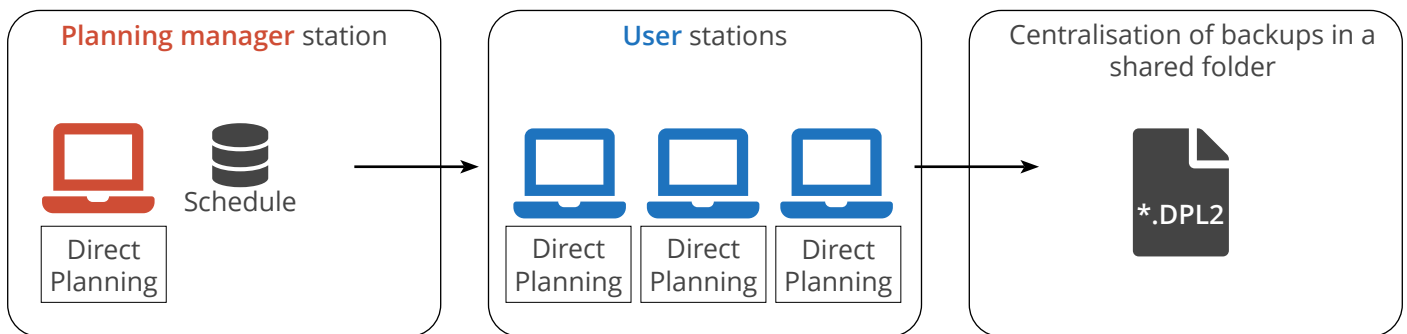 Planning manager station
Schedule
Direct
Planning
User stations
Direct
Planning
Direct
Planning
Direct
Planning
Centralisation of backups in a
shared folder
*.DPL2